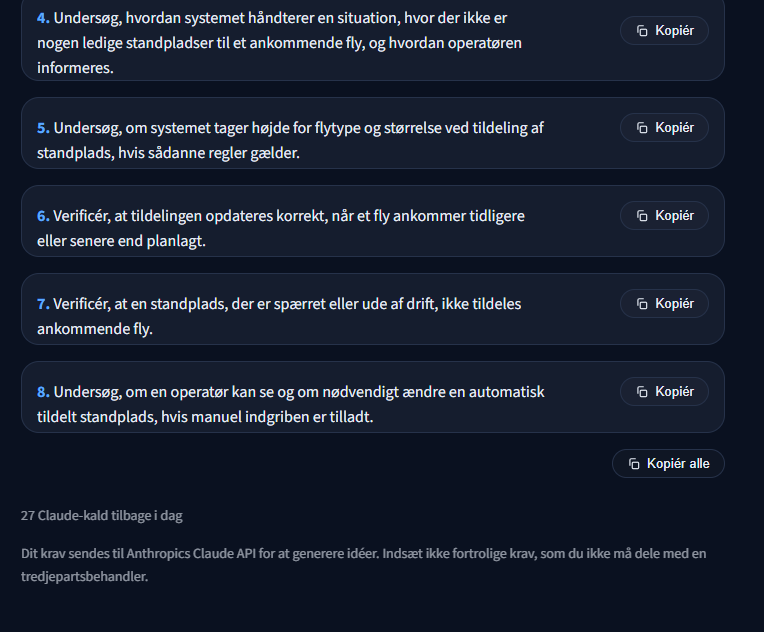 4. Undersøg, hvordan systemet håndterer en situation, hvor der ikke er
nogen ledige standpladser til et ankommende fly, og hvordan operatøren
informeres.
Kopiér
5. Undersøg, om systemet tager højde for flytype og størrelse ved tildeling af
standplads, hvis sådanne regler gælder.
Kopiér
6. Verificér, at tildelingen opdateres korrekt, når et fly ankommer tidligere
eller senere end planlagt.
Kopiér
7. Verificér, at en standplads, der er spærret eller ude af drift, ikke tildeles
ankommende fly.
Kopiér
8. Undersøg, om en operatør kan se og om nødvendigt ændre en automatisk
tildelt standplads, hvis manuel indgriben er tilladt.
Kopiér
Kopiér alle
27 Claude-kald tilbage i dag
Dit krav sendes til Anthropics Claude API for at generere idéer. Indsæt ikke fortrolige krav, som du ikke må dele med en
tredjepartsbehandler.